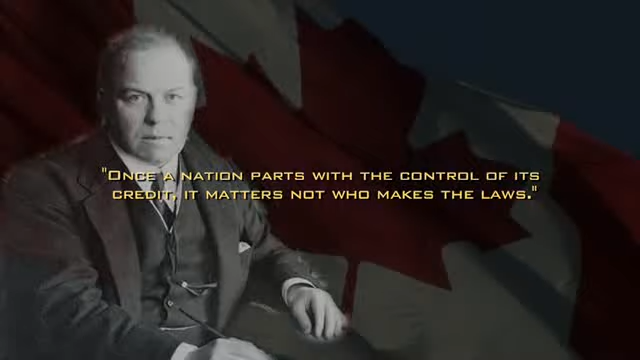 "Once a nation parts with the control of its
credit, it matters not who makes the laws."